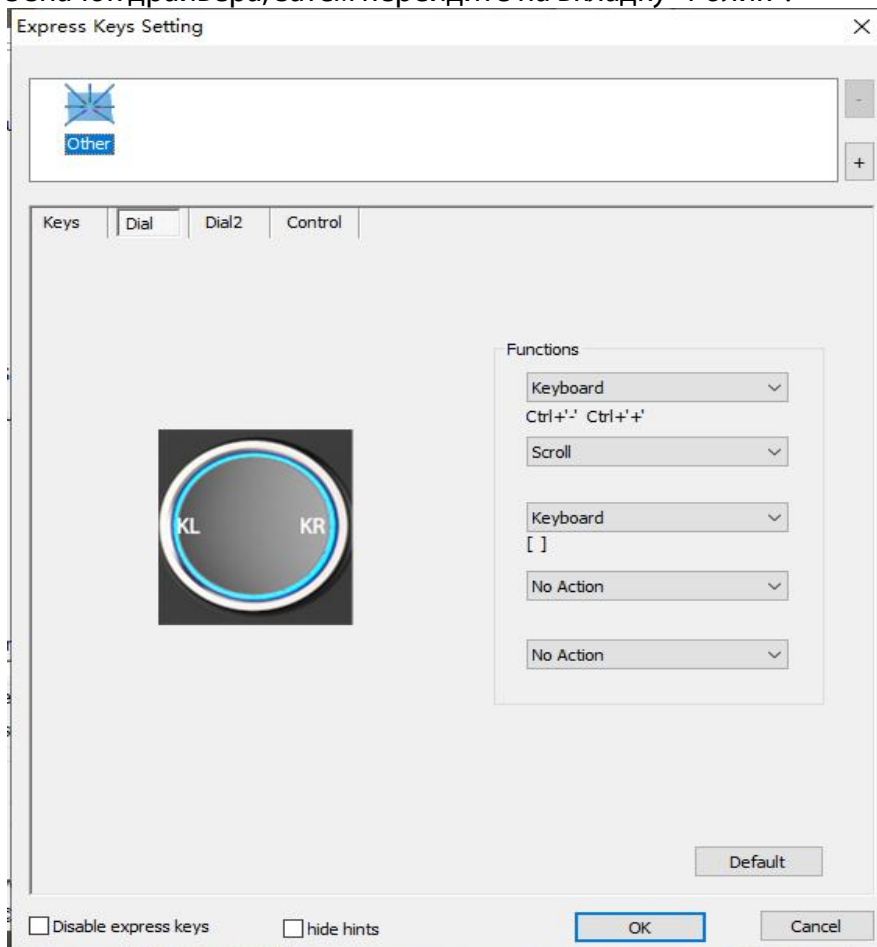 Express Keys Setting
Other
-
+
Keys Dial Dial2 Control
Functions
Keyboard
Ctrl+'-' Ctrl+'+'
Scroll
KL KR
Keyboard
[ ]
No Action
No Action
Default
Disable express keys hide hints OK Cancel